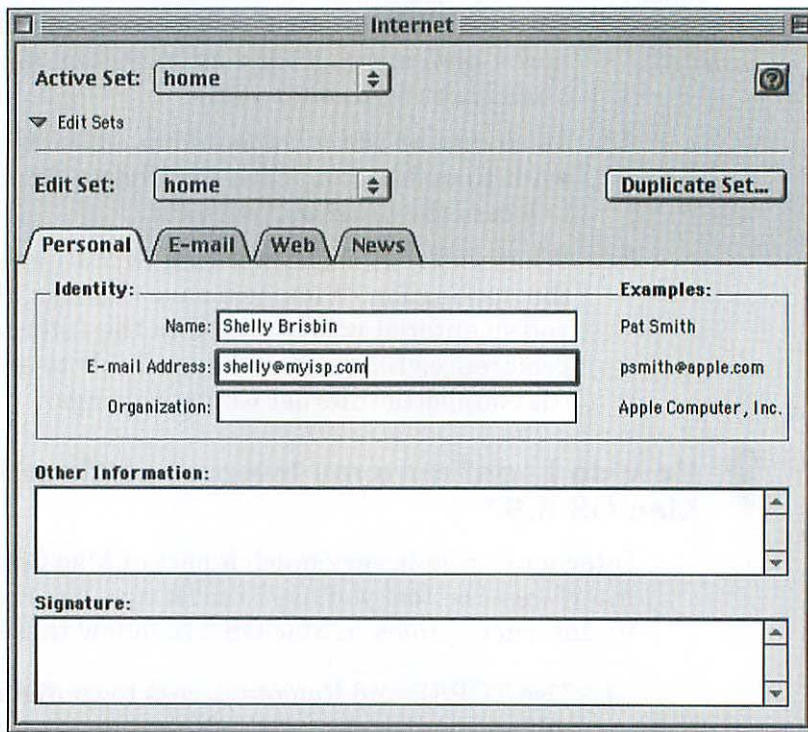 Internet
Active Set: home
Edit Sets
Edit Set: home Duplicate Set...
Personal E-mail Web News
Identity: Examples:
Name: Shelly Brisbin Pat Smith
E-mail Address: shelly@myisp.com psmith@apple.com
Organization: Apple Computer, Inc.
Other Information:
Signature: